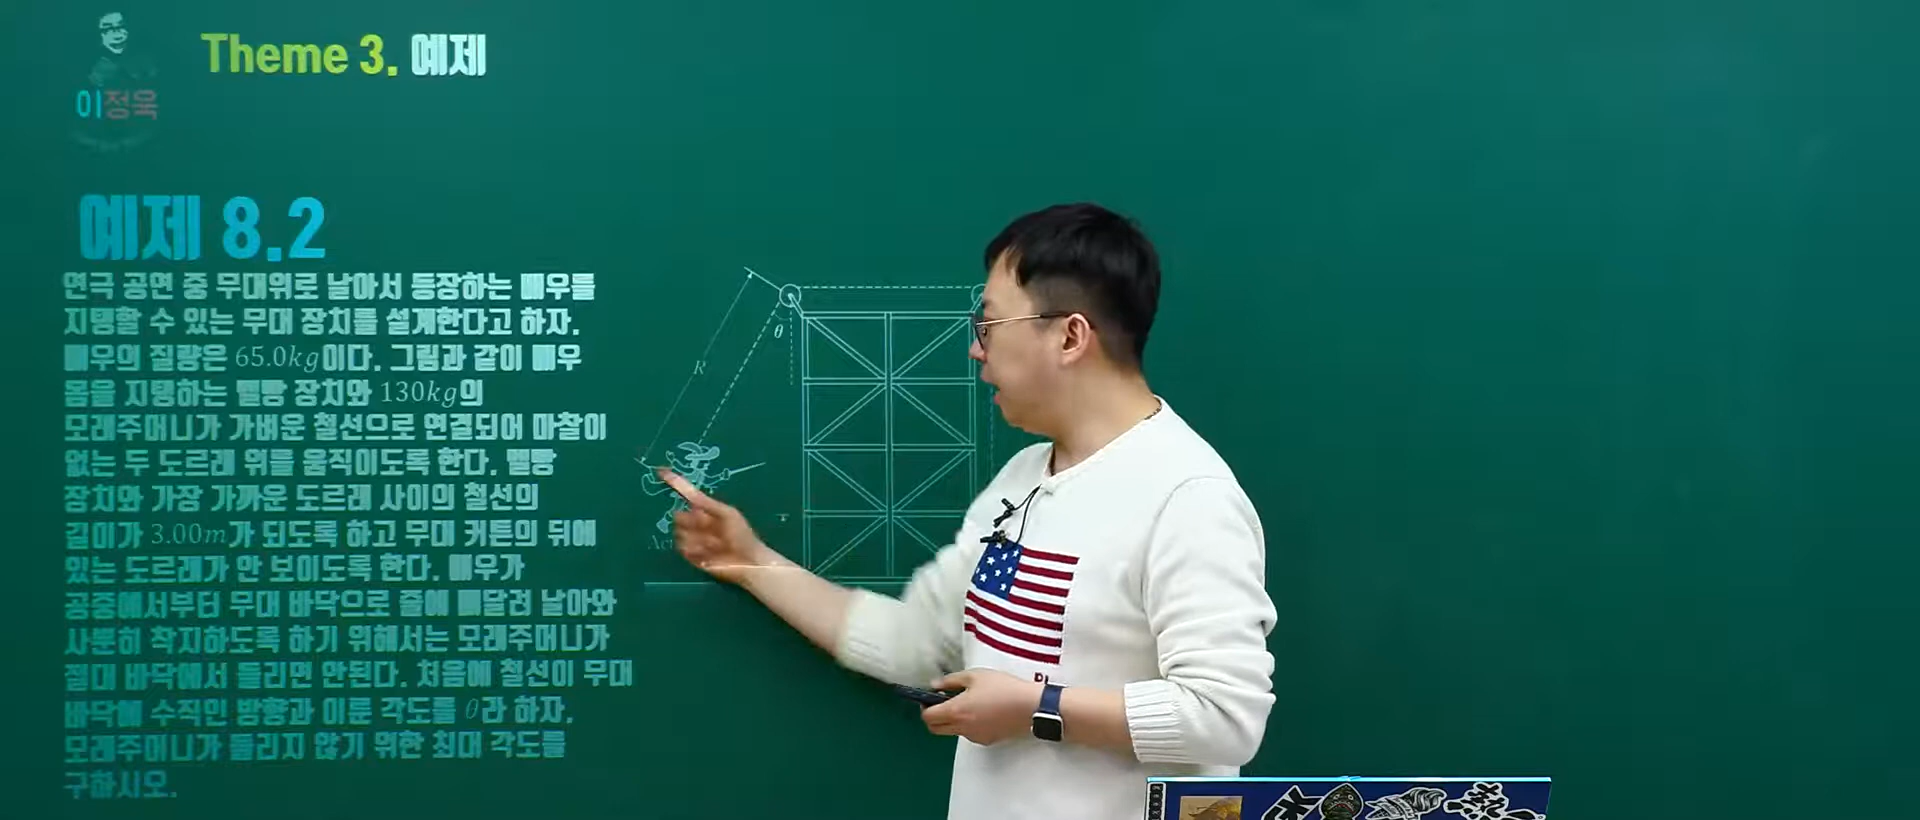 Theme 3. 예제
이정욱
예제 8.2
연극 공연 중 무대위로 날아서 등장하는 배우를
지탱할 수 있는 무대 장치를 설계한다고 하자.
배우의 질량은 65.0kg이다. 그림과 같이 배우
몸을 지탱하는 멜빵 장치와 130kg의
모래주머니가 가벼운 철선으로 연결되어 마찰이
없는 두 도르래 위를 움직이도록 한다. 멜빵
장치와 가장 가까운 도르래 사이의 철선의
길이가 3.00m가 되도록 하고 무대 커튼의 뒤에
있는 도르래가 안 보이도록 한다. 배우가
공중에서부터 무대 바닥으로 줄에 매달려 날아와
사뿐히 착지하도록 하기 위해서는 모래주머니가
절대 바닥에서 들리면 안된다. 처음에 철선이 무대
바닥에 수직인 방향과 이룬 각도를 θ라 하자.
모래주머니가 들리지 않기 위한 최대 각도를
구하시오.
θ
R